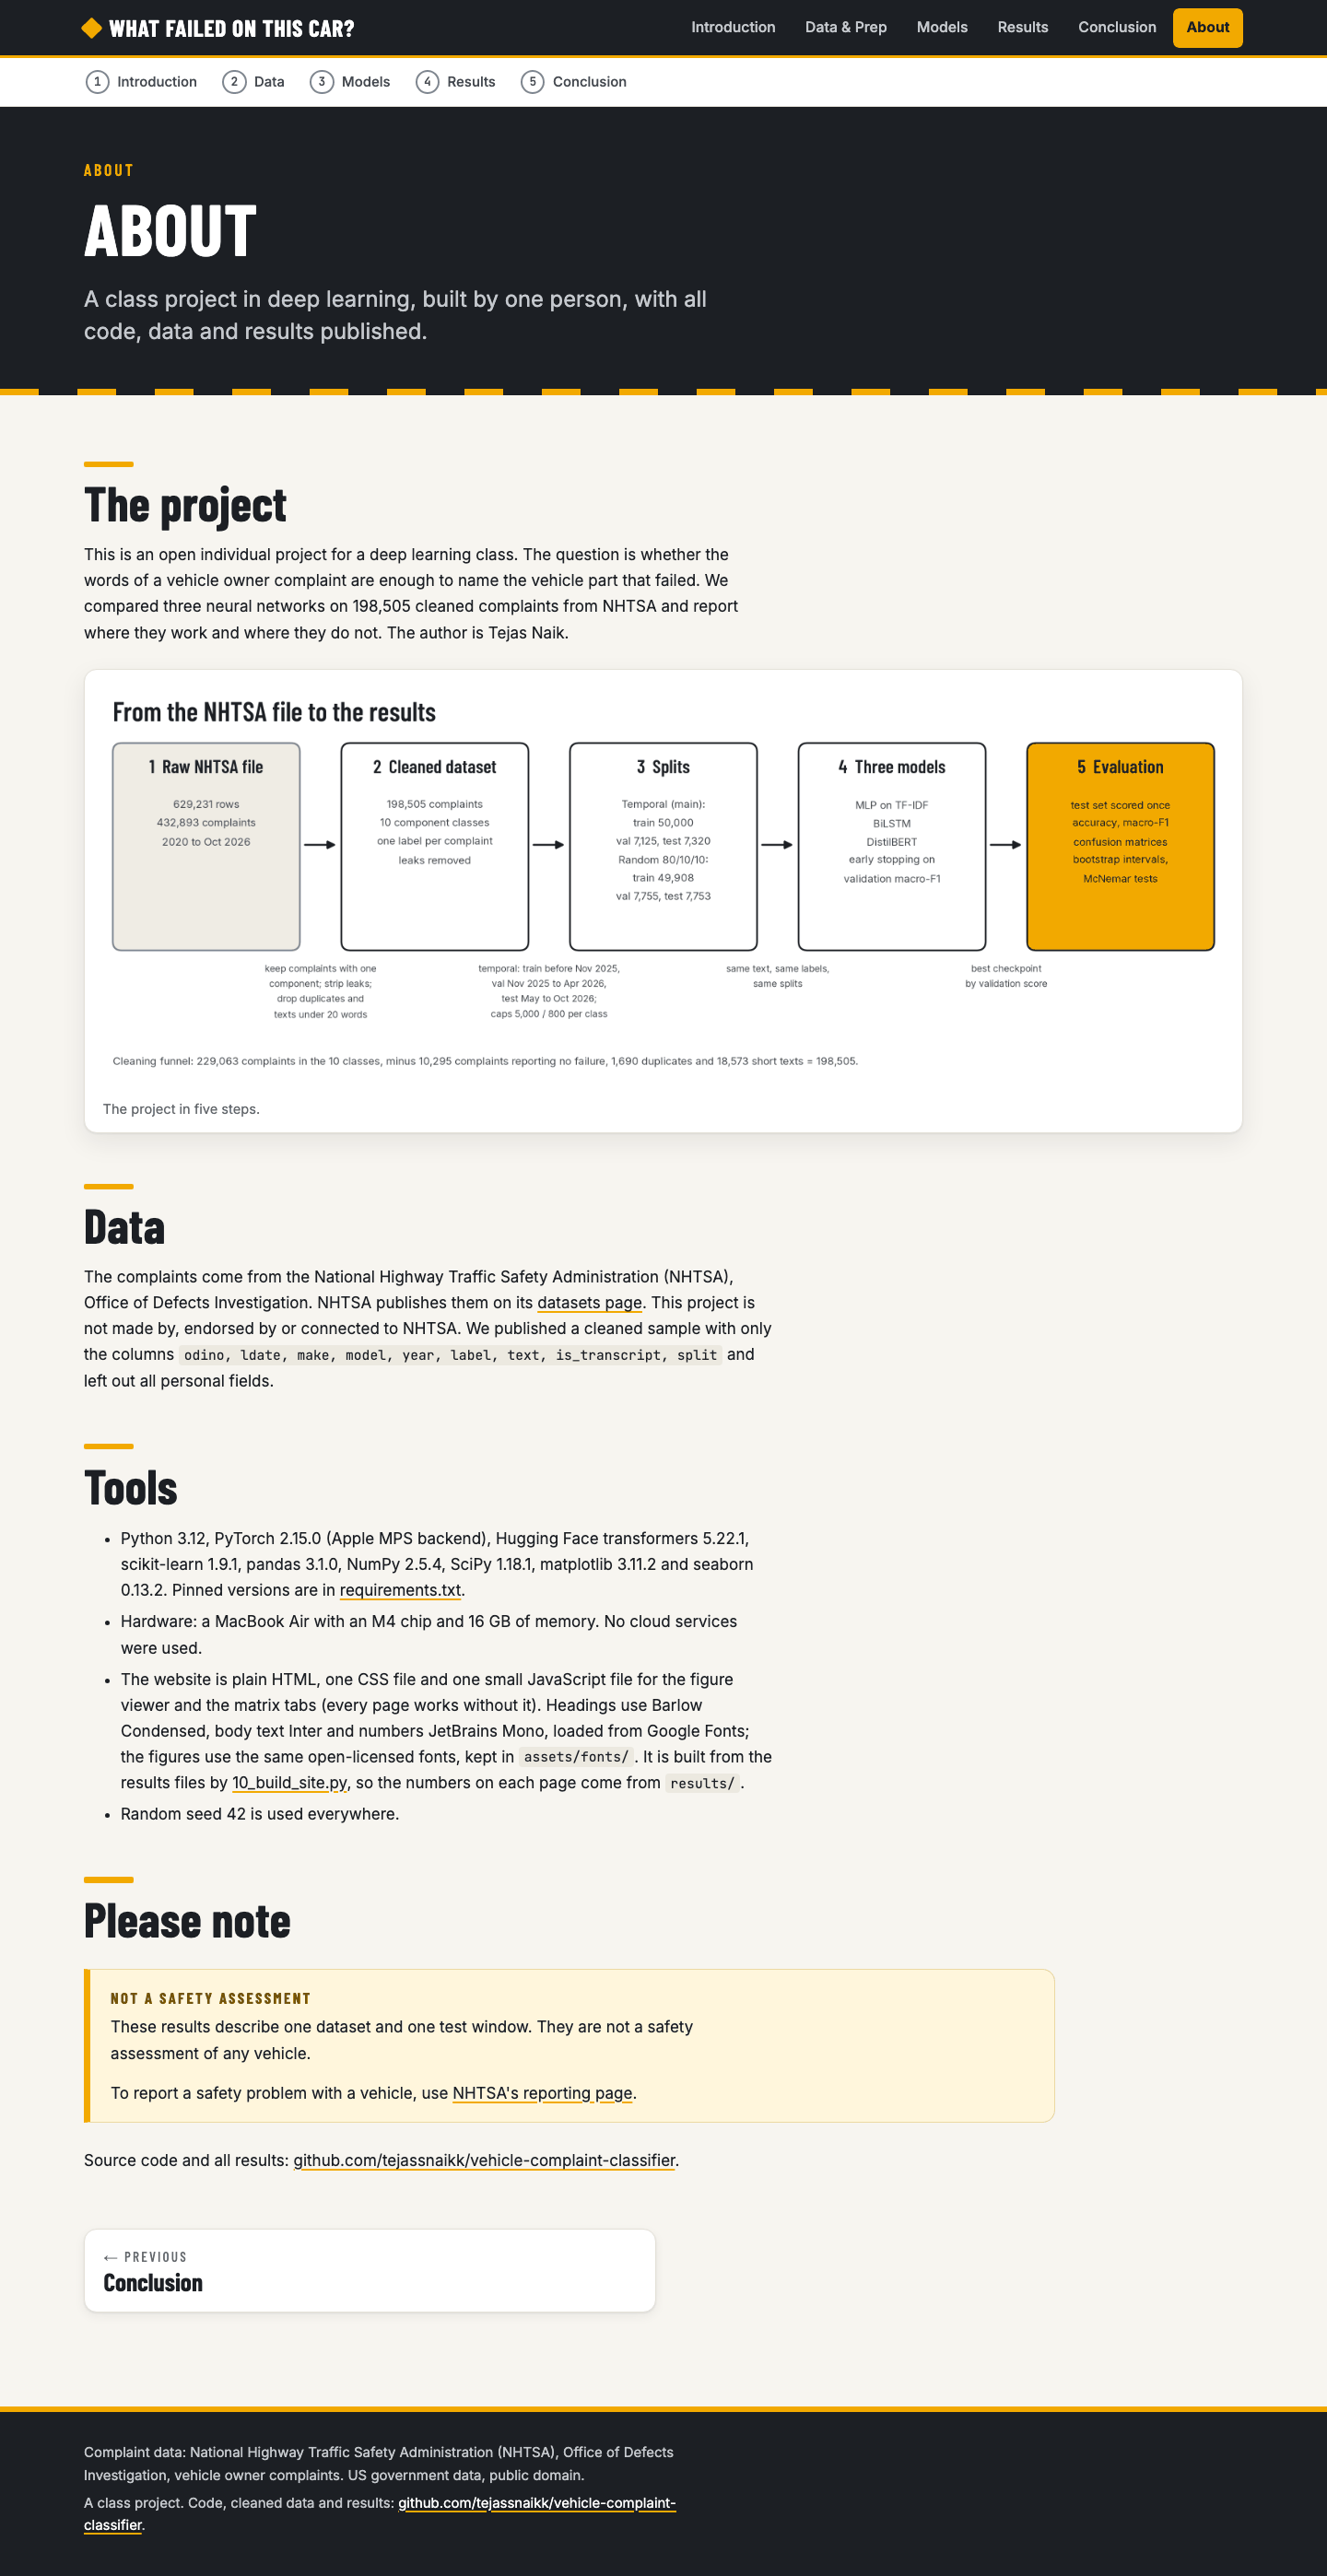 WHAT FAILED ON THIS CAR?
Introduction
Data & Prep
Models
Results
Conclusion
About
1 Introduction
2 Data
3 Models
4 Results
5 Conclusion
ABOUT
ABOUT
A class project in deep learning, built by one person, with all
code, data and results published.
The project
This is an open individual project for a deep learning class. The question is whether the
words of a vehicle owner complaint are enough to name the vehicle part that failed. We
compared three neural networks on 198,505 cleaned complaints from NHTSA and report
where they work and where they do not. The author is Tejas Naik.
From the NHTSA file to the results
1 Raw NHTSA file
629,231 rows
432,893 complaints
2020 to Oct 2026
2 Cleaned dataset
198,505 complaints
10 component classes
one label per complaint
leaks removed
3 Splits
Temporal (main):
train 50,000
val 7,125, test 7,320
Random 80/10/10:
train 49,908
val 7,755, test 7,753
4 Three models
MLP on TF-IDF
BiLSTM
DistilBERT
early stopping on
validation macro-F1
5 Evaluation
test set scored once
accuracy, macro-F1
confusion matrices
bootstrap intervals,
McNemar tests
keep complaints with one
component; strip leaks;
drop duplicates and
texts under 20 words
temporal: train before Nov 2025,
val Nov 2025 to Apr 2026,
test May to Oct 2026;
caps 5,000 / 800 per class
same text, same labels,
same splits
best checkpoint
by validation score
Cleaning funnel: 229,063 complaints in the 10 classes, minus 10,295 complaints reporting no failure, 1,690 duplicates and 18,573 short texts = 198,505.
The project in five steps.
Data
The complaints come from the National Highway Traffic Safety Administration (NHTSA),
Office of Defects Investigation. NHTSA publishes them on its datasets page. This project is
not made by, endorsed by or connected to NHTSA. We published a cleaned sample with only
the columns odino, ldate, make, model, year, label, text, is_transcript, split and
left out all personal fields.
Tools
• Python 3.12, PyTorch 2.15.0 (Apple MPS backend), Hugging Face transformers 5.22.1,
scikit-learn 1.9.1, pandas 3.1.0, NumPy 2.5.4, SciPy 1.18.1, matplotlib 3.11.2 and seaborn
0.13.2. Pinned versions are in requirements.txt.
• Hardware: a MacBook Air with an M4 chip and 16 GB of memory. No cloud services
were used.
• The website is plain HTML, one CSS file and one small JavaScript file for the figure
viewer and the matrix tabs (every page works without it). Headings use Barlow
Condensed, body text Inter and numbers JetBrains Mono, loaded from Google Fonts;
the figures use the same open-licensed fonts, kept in assets/fonts/. It is built from the
results files by 10_build_site.py, so the numbers on each page come from results/.
• Random seed 42 is used everywhere.
Please note
NOT A SAFETY ASSESSMENT
These results describe one dataset and one test window. They are not a safety
assessment of any vehicle.
To report a safety problem with a vehicle, use NHTSA's reporting page.
Source code and all results: github.com/tejassnaikk/vehicle-complaint-classifier.
← PREVIOUS
Conclusion
Complaint data: National Highway Traffic Safety Administration (NHTSA), Office of Defects
Investigation, vehicle owner complaints. US government data, public domain.
A class project. Code, cleaned data and results: github.com/tejassnaikk/vehicle-complaint-
classifier.